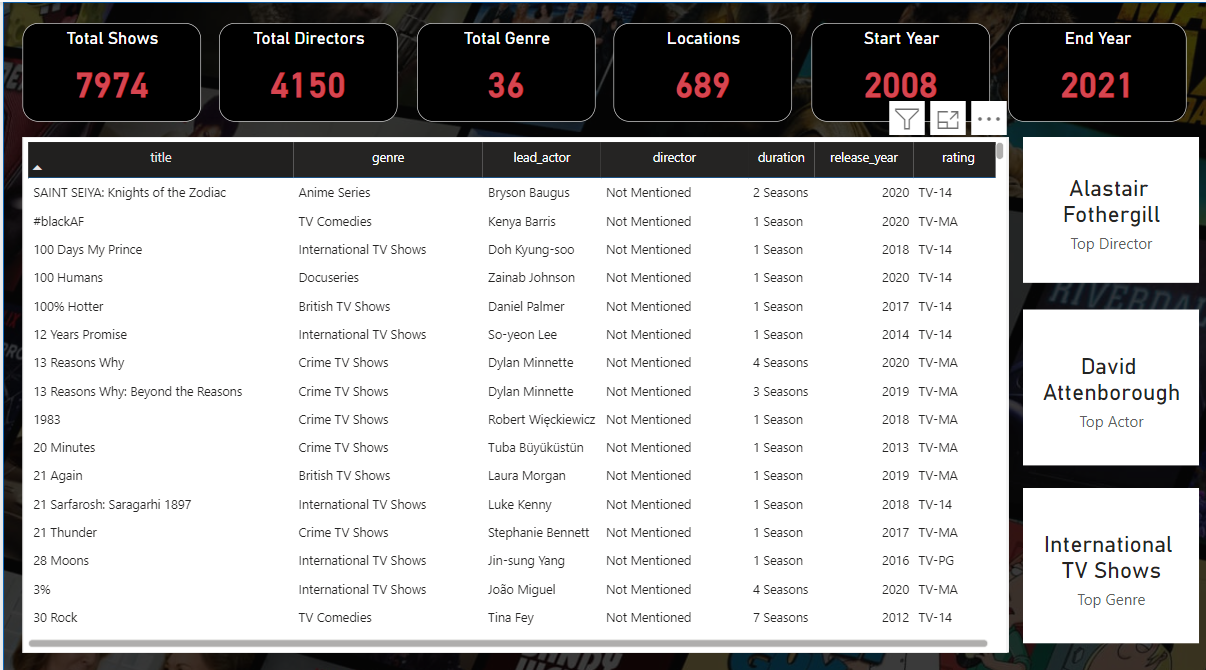 Total Shows
7974
Total Directors
4150
Total Genre
36
Locations
689
Start Year
2008
End Year
2021
title genre lead_actor director duration release_year rating
SAINT SEIYA: Knights of the Zodiac Anime Series Bryson Baugus Not Mentioned 2 Seasons 2020 TV-14
#blackAF TV Comedies Kenya Barris Not Mentioned 1 Season 2020 TV-MA
100 Days My Prince International TV Shows Doh Kyung-soo Not Mentioned 1 Season 2018 TV-14
100 Humans Docuseries Zainab Johnson Not Mentioned 1 Season 2020 TV-14
100% Hotter British TV Shows Daniel Palmer Not Mentioned 1 Season 2017 TV-14
12 Years Promise International TV Shows So-yeon Lee Not Mentioned 1 Season 2014 TV-14
13 Reasons Why Crime TV Shows Dylan Minnette Not Mentioned 4 Seasons 2020 TV-MA
13 Reasons Why: Beyond the Reasons Crime TV Shows Dylan Minnette Not Mentioned 3 Seasons 2019 TV-MA
1983 Crime TV Shows Robert Więckiewicz Not Mentioned 1 Season 2018 TV-MA
20 Minutes Crime TV Shows Tuba Büyüküstün Not Mentioned 1 Season 2013 TV-MA
21 Again British TV Shows Laura Morgan Not Mentioned 1 Season 2019 TV-MA
21 Sarfarosh: Saragarhi 1897 International TV Shows Luke Kenny Not Mentioned 1 Season 2018 TV-14
21 Thunder Crime TV Shows Stephanie Bennett Not Mentioned 1 Season 2017 TV-MA
28 Moons International TV Shows Jin-sung Yang Not Mentioned 1 Season 2016 TV-PG
3% International TV Shows João Miguel Not Mentioned 4 Seasons 2020 TV-MA
30 Rock TV Comedies Tina Fey Not Mentioned 7 Seasons 2012 TV-14
Alastair
Fothergill
Top Director
RIVERDALE
David
Attenborough
Top Actor
International
TV Shows
Top Genre